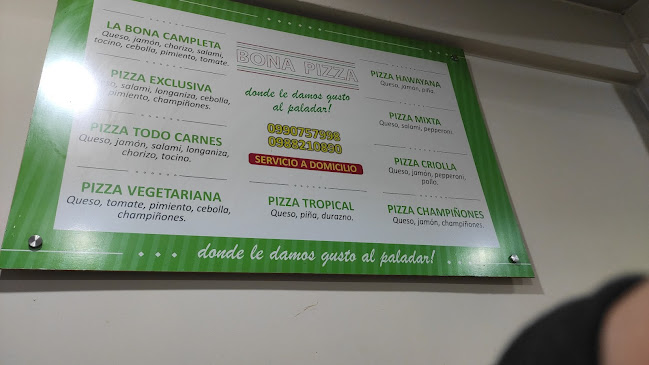 LA BONA CAMPLETA
Queso, jamón, chorizo, salami,
tocino, cebolla, pimiento, tomate.
PIZZA EXCLUSIVA
salami, longaniza, cebolla,
pimiento, champiñones.
PIZZA TODO CARNES
Queso, jamón, salami, longaniza,
chorizo, tocino.
PIZZA VEGETARIANA
Queso, tomate, pimiento, cebolla,
champiñones.
BONA PIZZA
donde le damos gusto
al paladar!
0990757998
0988210890
SERVICIO A DOMICILIO
PIZZA TROPICAL
Queso, piña, durazno.
PIZZA HAWAYANA
Queso, jamón, piña.
PIZZA MIXTA
Queso, salami, pepperoni.
PIZZA CRIOLLA
Queso, jamón, pepperoni,
pollo.
PIZZA CHAMPIÑONES
Queso, jamón, champiñones.
donde le damos gusto al paladar!